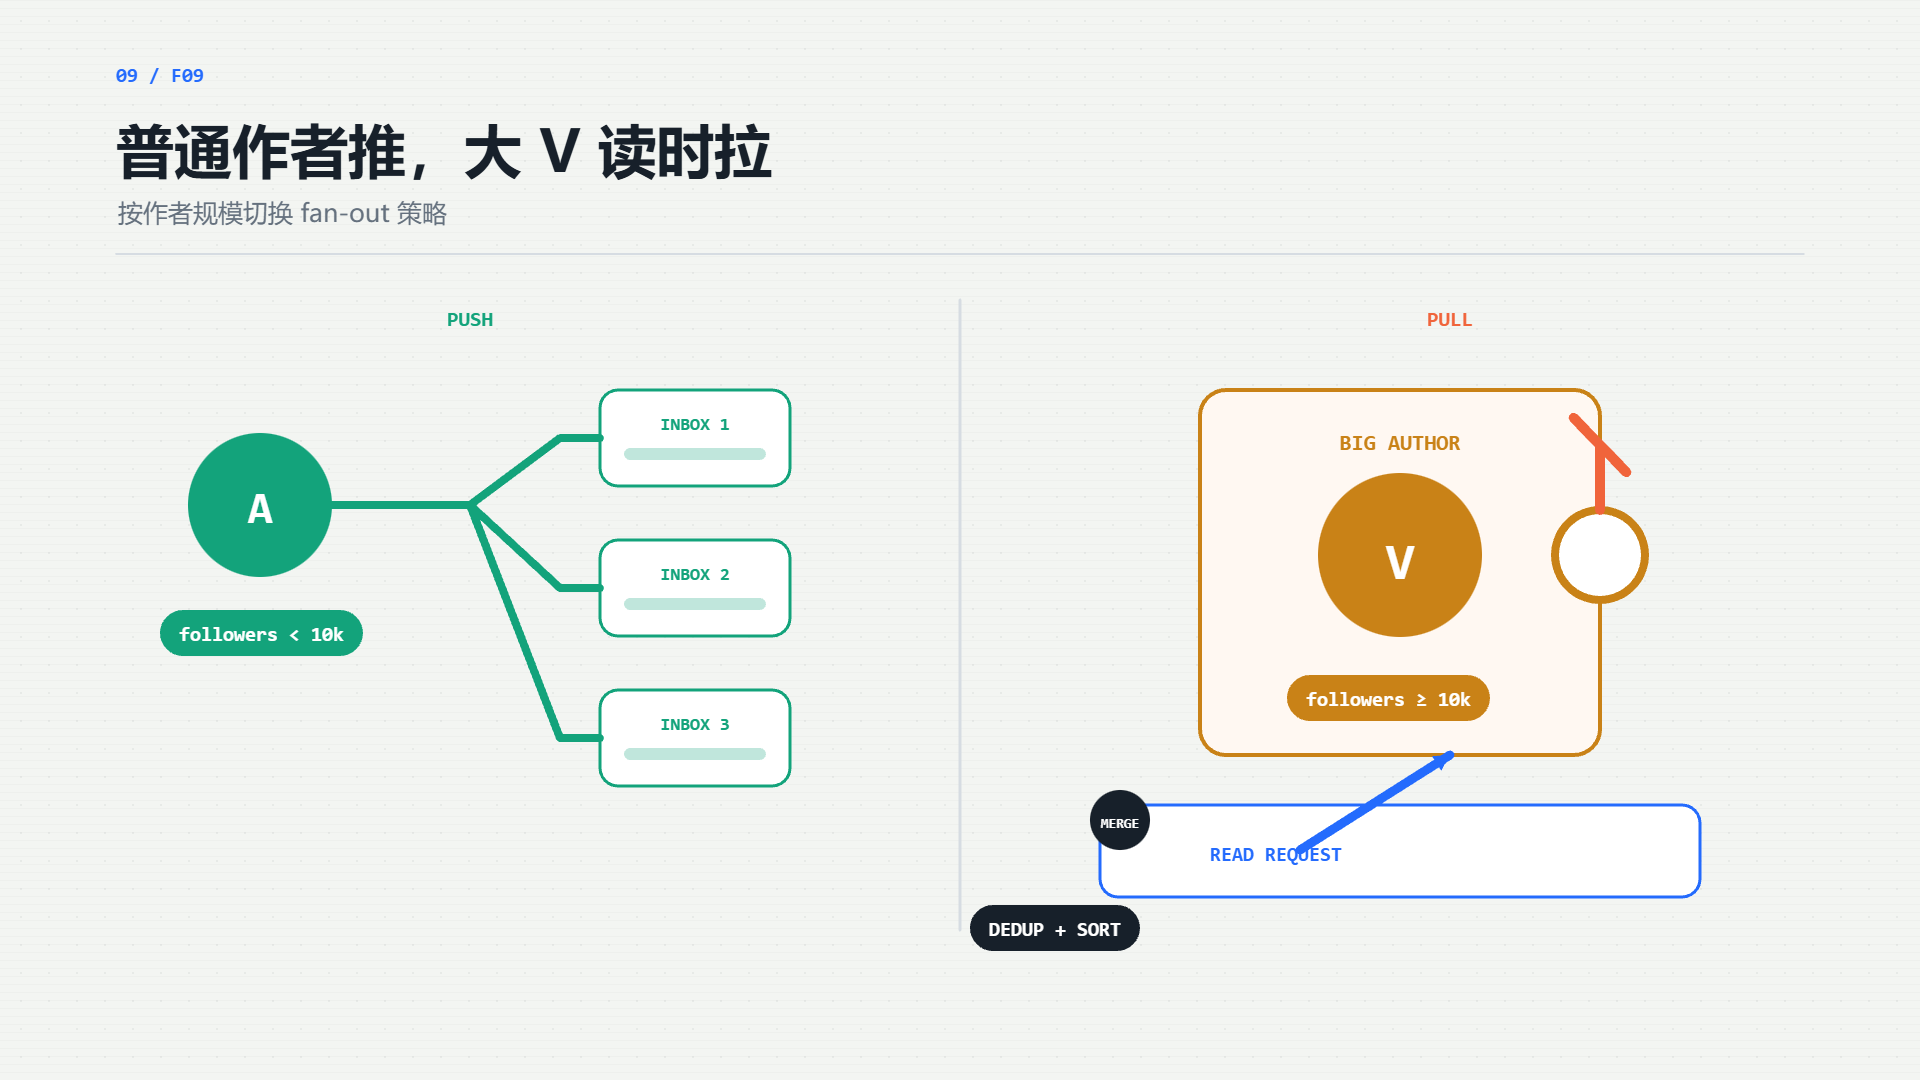 09 / F09
普通作者推，大 V 读时拉
按作者规模切换 fan-out 策略
PUSH
A
followers < 10k
INBOX 1
INBOX 2
INBOX 3
PULL
BIG AUTHOR
V
followers ≥ 10k
MERGE
READ REQUEST
DEDUP + SORT